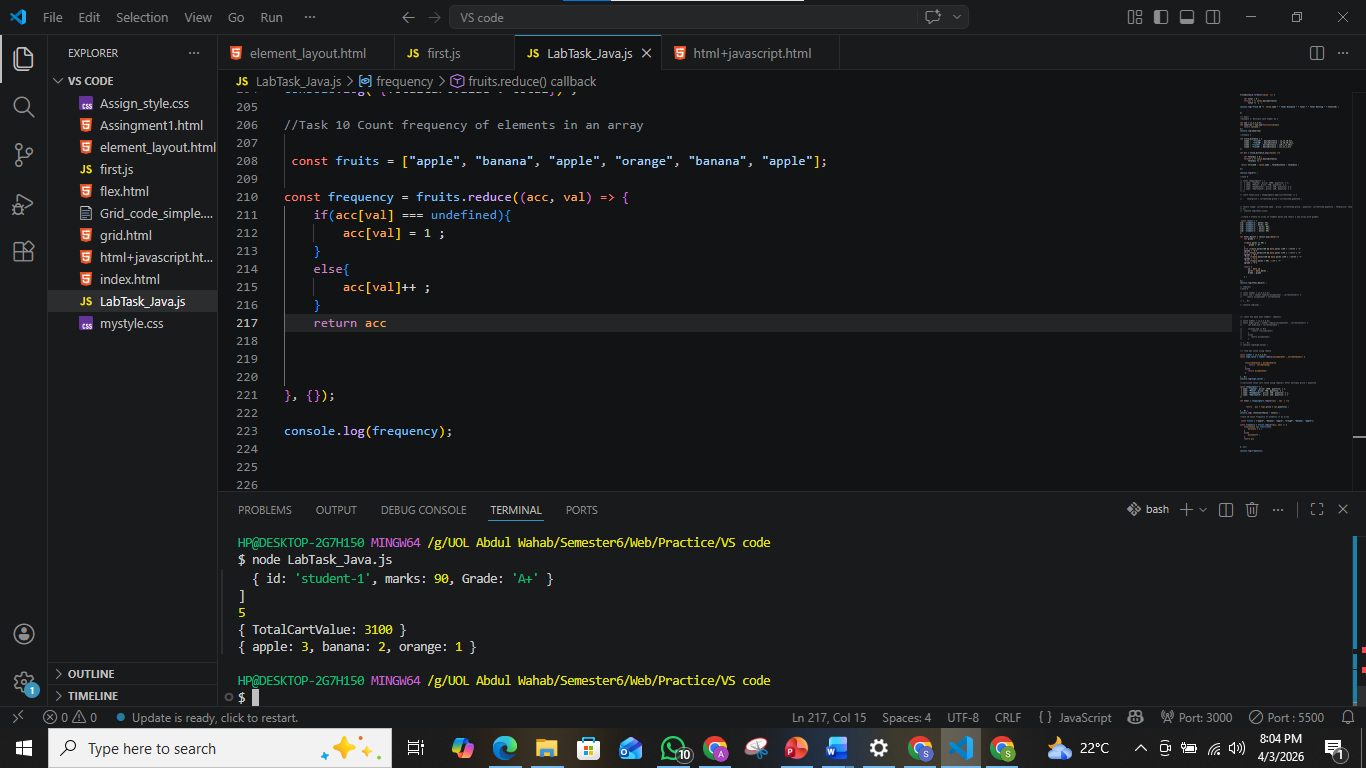 File Edit Selection View Go Run ··· VS code
EXPLORER ···
VS CODE
Assign_style.css
Assingment1.html
element_layout.html
first.js
flex.html
Grid_code_simple....
grid.html
html+javascript.ht...
index.html
LabTask_Java.js
mystyle.css
OUTLINE
TIMELINE
element_layout.html JS first.js JS LabTask_Java.js html+javascript.html
JS LabTask_Java.js > frequency > fruits.reduce() callback
205
206 //Task 10 Count frequency of elements in an array
207
208 const fruits = ["apple", "banana", "apple", "orange", "banana", "apple"];
209
210 const frequency = fruits.reduce((acc, val) => {
211 if(acc[val] === undefined){
212 acc[val] = 1 ;
213 }
214 else{
215 acc[val]++ ;
216 }
217 return acc
218
219
220
221 }, {});
222
223 console.log(frequency);
224
225
226
PROBLEMS OUTPUT DEBUG CONSOLE TERMINAL PORTS bash
HP@DESKTOP-2G7H150 MINGW64 /g/UOL Abdul Wahab/Semester6/Web/Practice/VS code
$ node LabTask_Java.js
{ id: 'student-1', marks: 90, Grade: 'A+' }
]
5
{ TotalCartValue: 3100 }
{ apple: 3, banana: 2, orange: 1 }
HP@DESKTOP-2G7H150 MINGW64 /g/UOL Abdul Wahab/Semester6/Web/Practice/VS code
$
0 0 Update is ready, click to restart. Ln 217, Col 15 Spaces: 4 UTF-8 CRLF { } JavaScript Port: 3000 Port : 5500
Type here to search 10 22°C 8:04 PM
4/3/2026 1